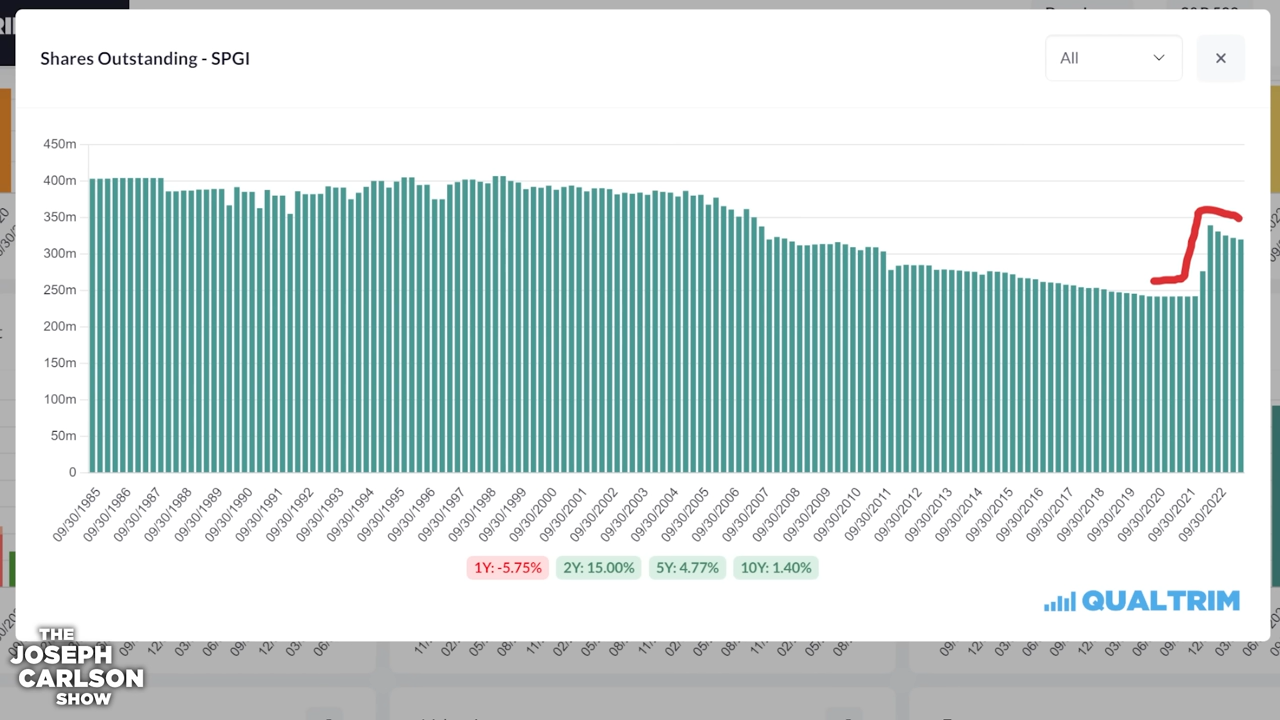 Shares Outstanding - SPGI
All
450m
400m
350m
300m
250m
200m
150m
100m
50m
0
09/30/1985
09/30/1986
09/30/1987
09/30/1988
09/30/1989
09/30/1990
09/30/1991
09/30/1992
09/30/1993
09/30/1994
09/30/1995
09/30/1996
09/30/1997
09/30/1998
09/30/1999
09/30/2000
09/30/2001
09/30/2002
09/30/2003
09/30/2004
09/30/2005
09/30/2006
09/30/2007
09/30/2008
09/30/2009
09/30/2010
09/30/2011
09/30/2012
09/30/2013
09/30/2014
09/30/2015
09/30/2016
09/30/2017
09/30/2018
09/30/2019
09/30/2020
09/30/2021
09/30/2022
1Y: -5.75%
2Y: 15.00%
5Y: 4.77%
10Y: 1.40%
QUALTRIM
THE
JOSEPH
CARLSON
SHOW